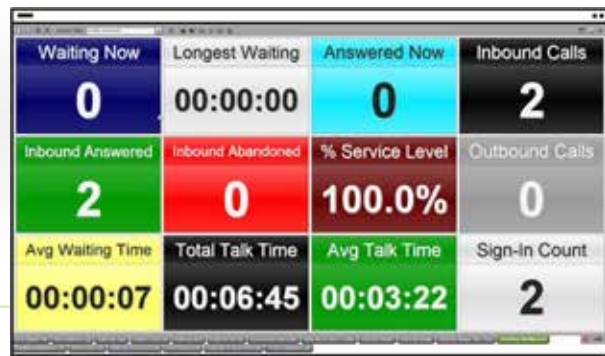 Waiting Now
Longest Waiting
Answered Now
Inbound Calls
0
00:00:00
0
2
Inbound Answered
Inbound Abandoned
% Service Level
Outbound Calls
2
0
100.0%
0
Avg Waiting Time
Total Talk Time
Avg Talk Time
Sign-In Count
00:00:07
00:06:45
00:03:22
2